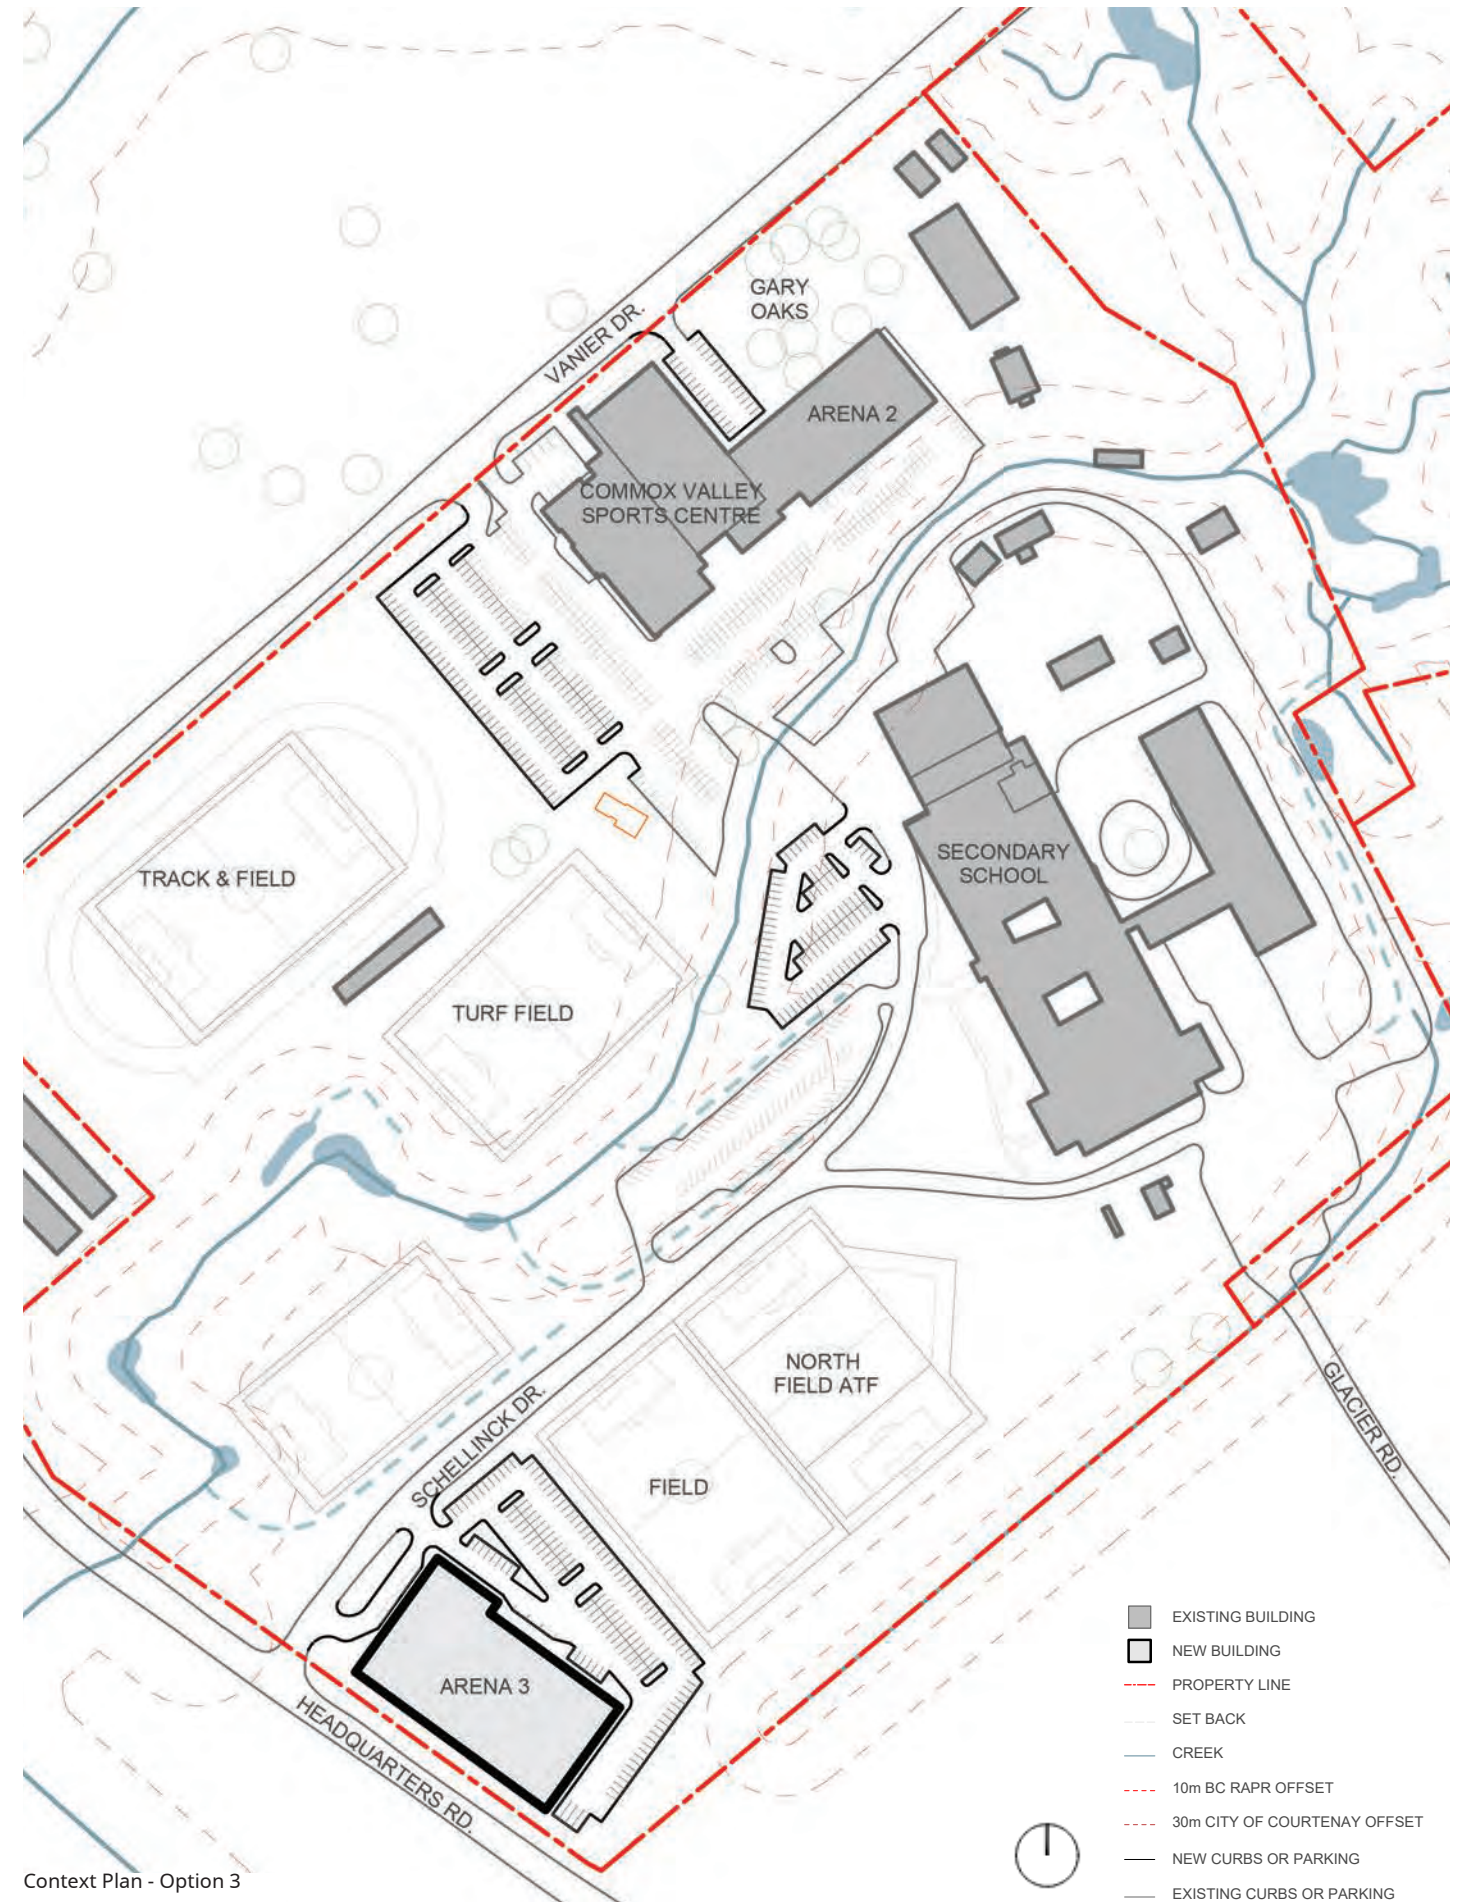 GARY
OAKS
VANIER DR.
ARENA 2
COMMOX VALLEY
SPORTS CENTRE
SECONDARY
SCHOOL
TRACK & FIELD
TURF FIELD
NORTH
FIELD ATF
GLACIER RD.
SCHELLINCK DR.
FIELD
ARENA 3
HEADQUARTERS RD.
EXISTING BUILDING
NEW BUILDING
PROPERTY LINE
SET BACK
CREEK
10m BC RAPR OFFSET
30m CITY OF COURTENAY OFFSET
NEW CURBS OR PARKING
EXISTING CURBS OR PARKING
Context Plan - Option 3